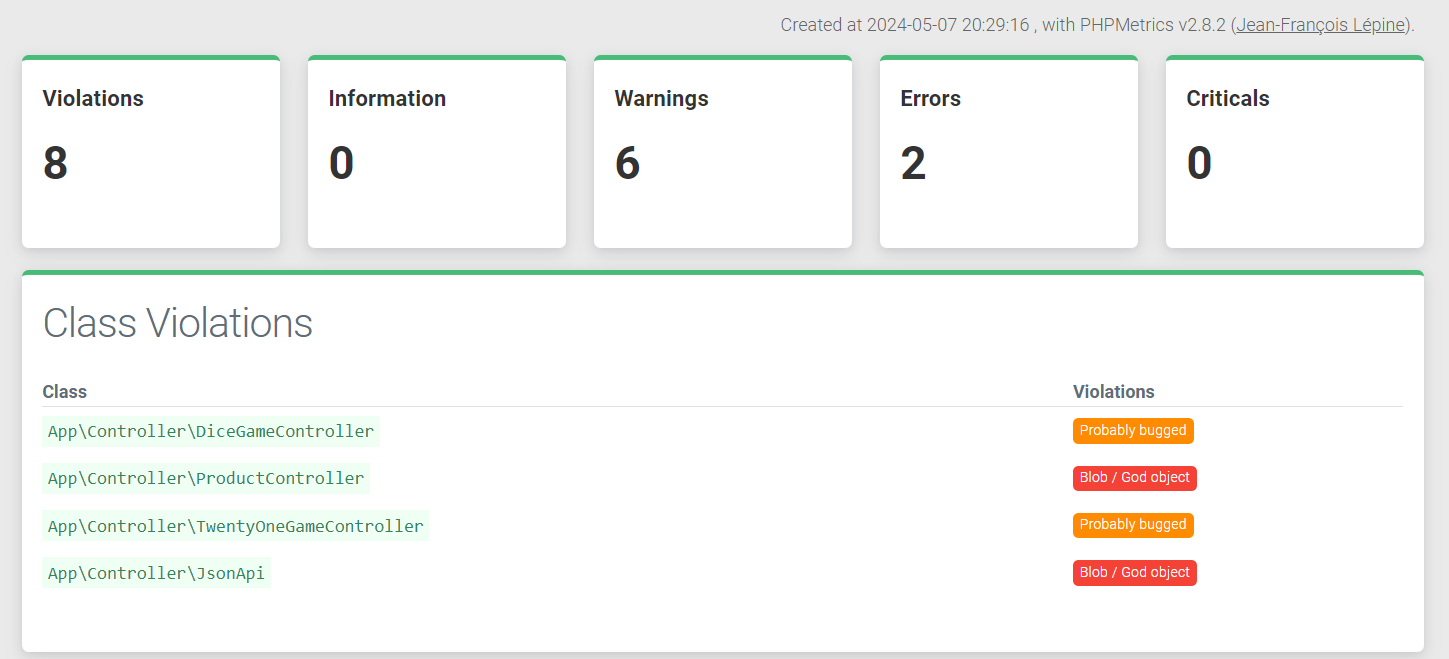 Created at 2024-05-07 20:29:16 , with PHPMetrics v2.8.2 (Jean-François Lépine).
Violations Information Warnings Errors Criticals
8 0 6 2 0
Class Violations
Class Violations
App\Controller\DiceGameController Probably bugged
App\Controller\ProductController Blob / God object
App\Controller\TwentyOneGameController Probably bugged
App\Controller\JsonApi Blob / God object